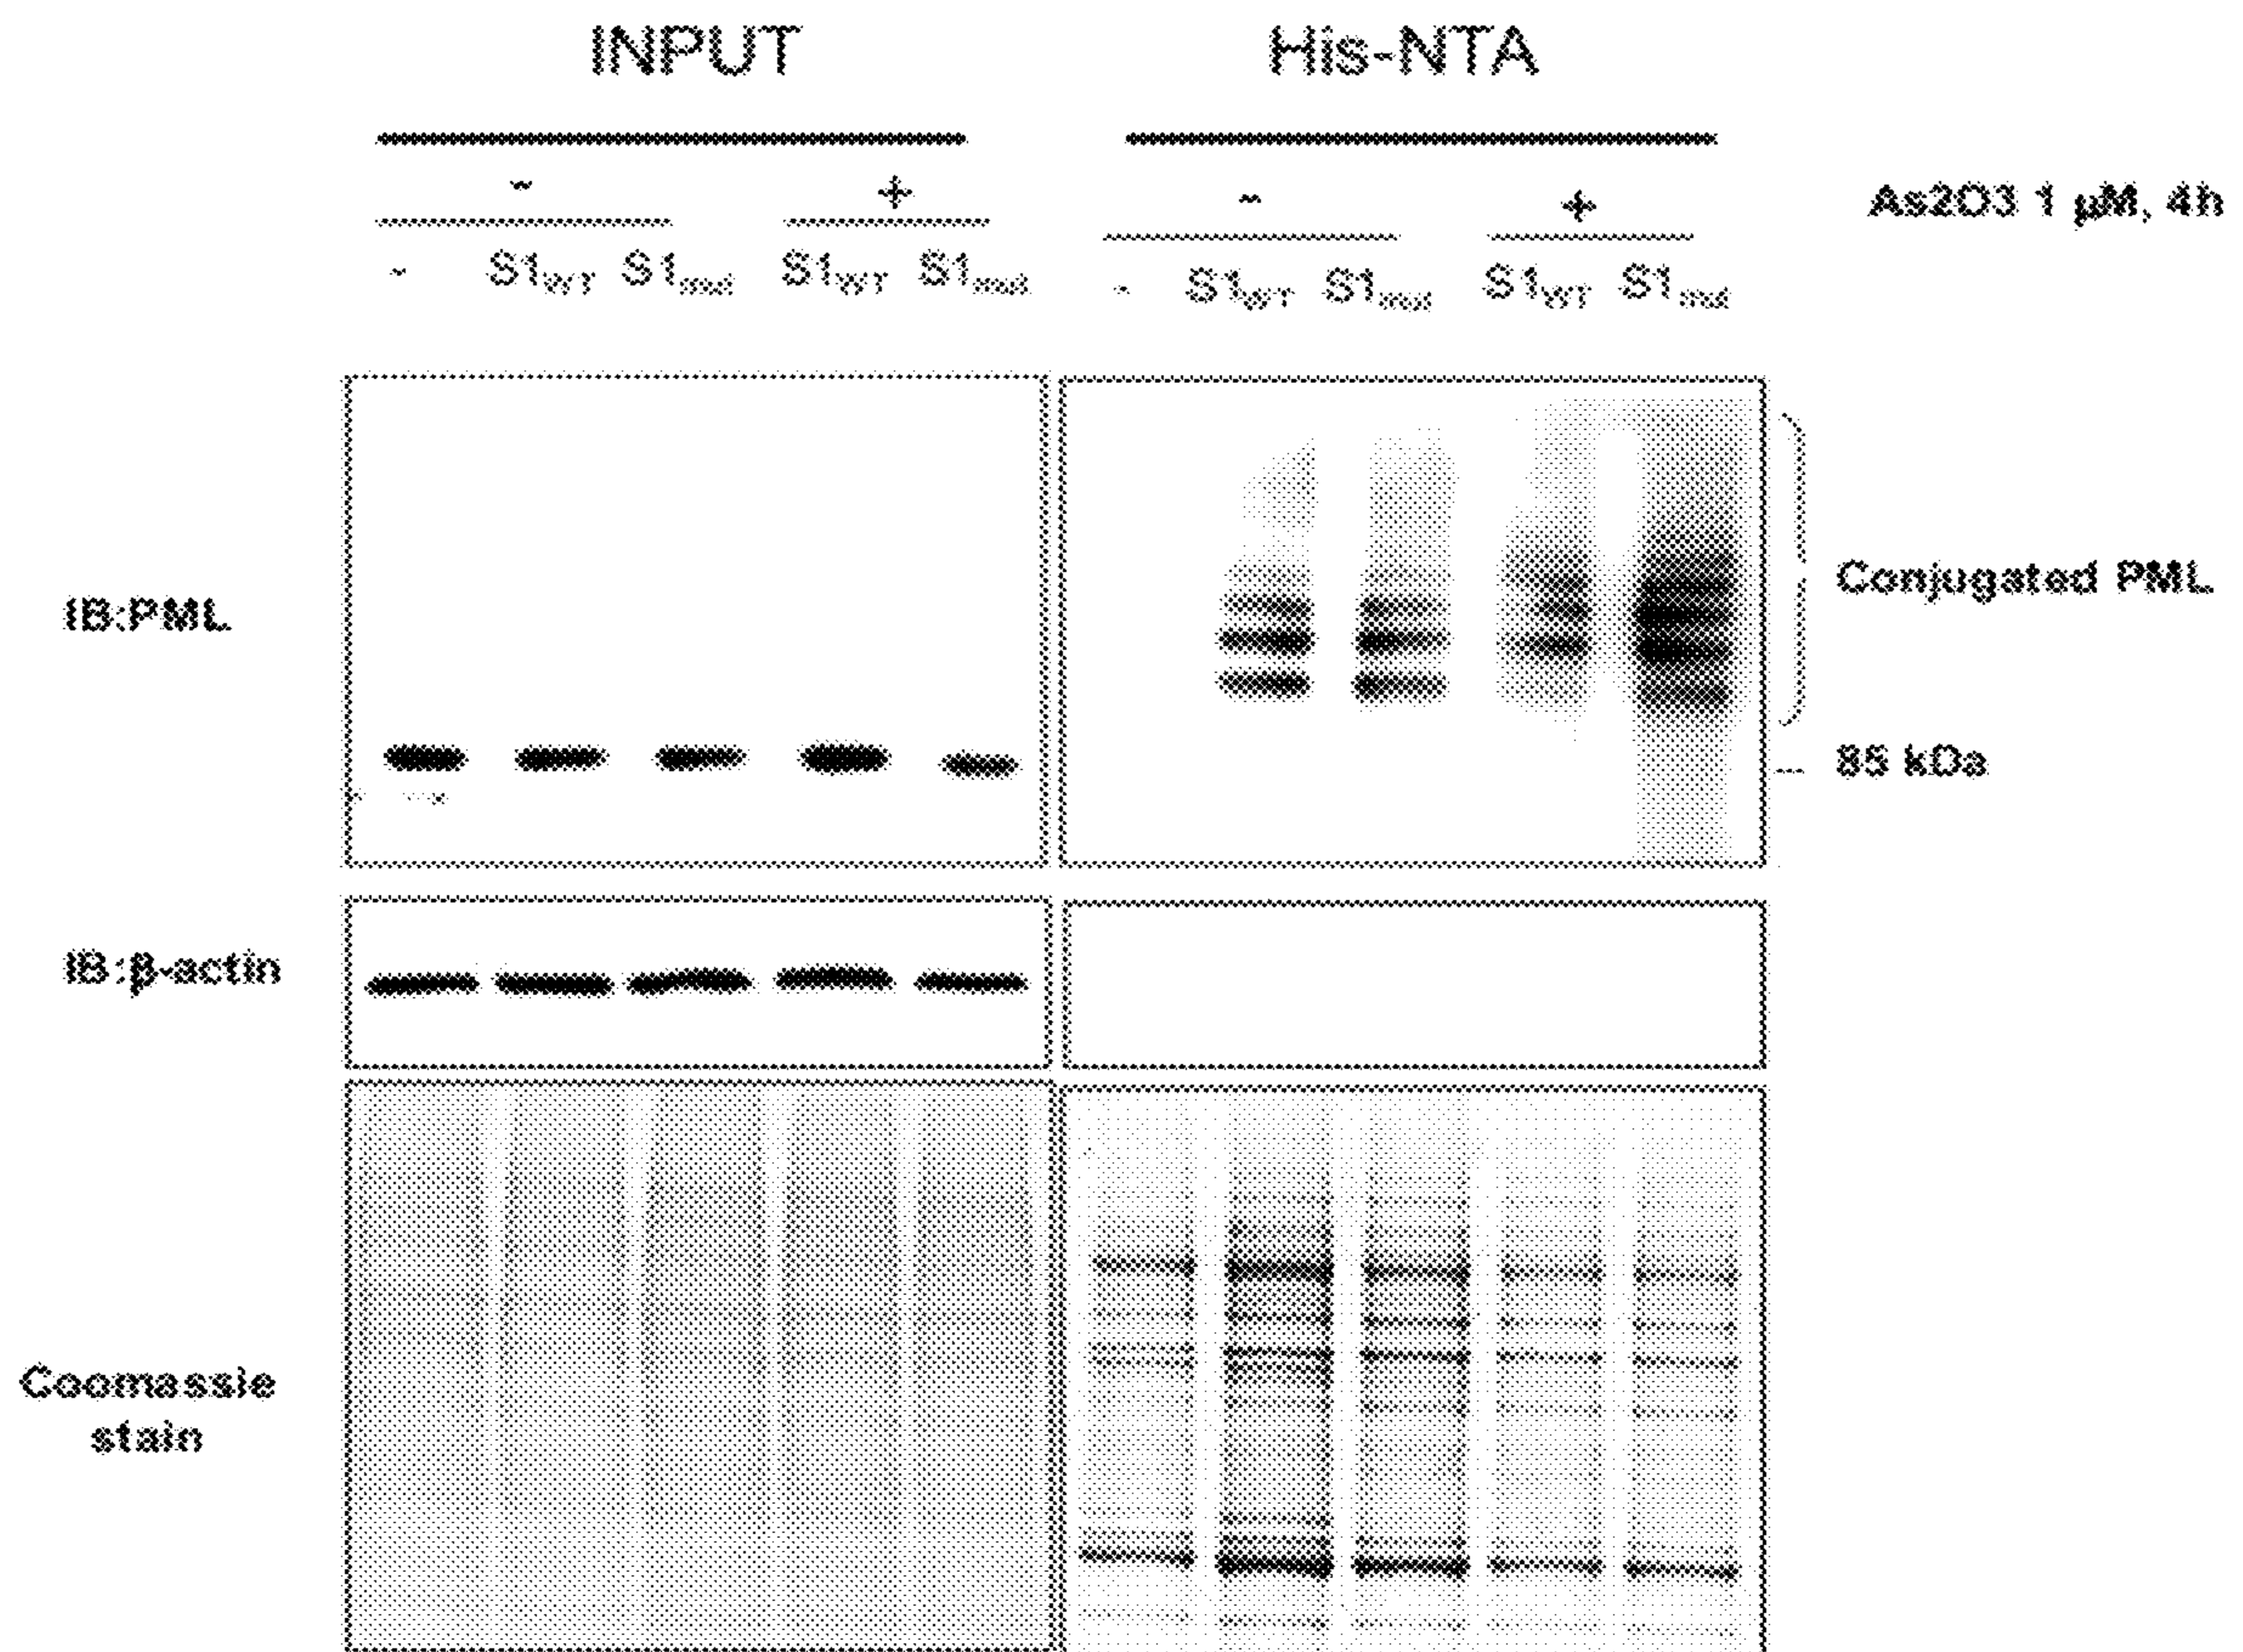 INPUT His-NTA
- + - + As2O3 1 µM, 4h
- S1WT S1mut S1WT S1mut - S1WT S1mut S1WT S1mut
IB:PML
Conjugated PML
85 kDa
IB:β-actin
Coomassie
stain